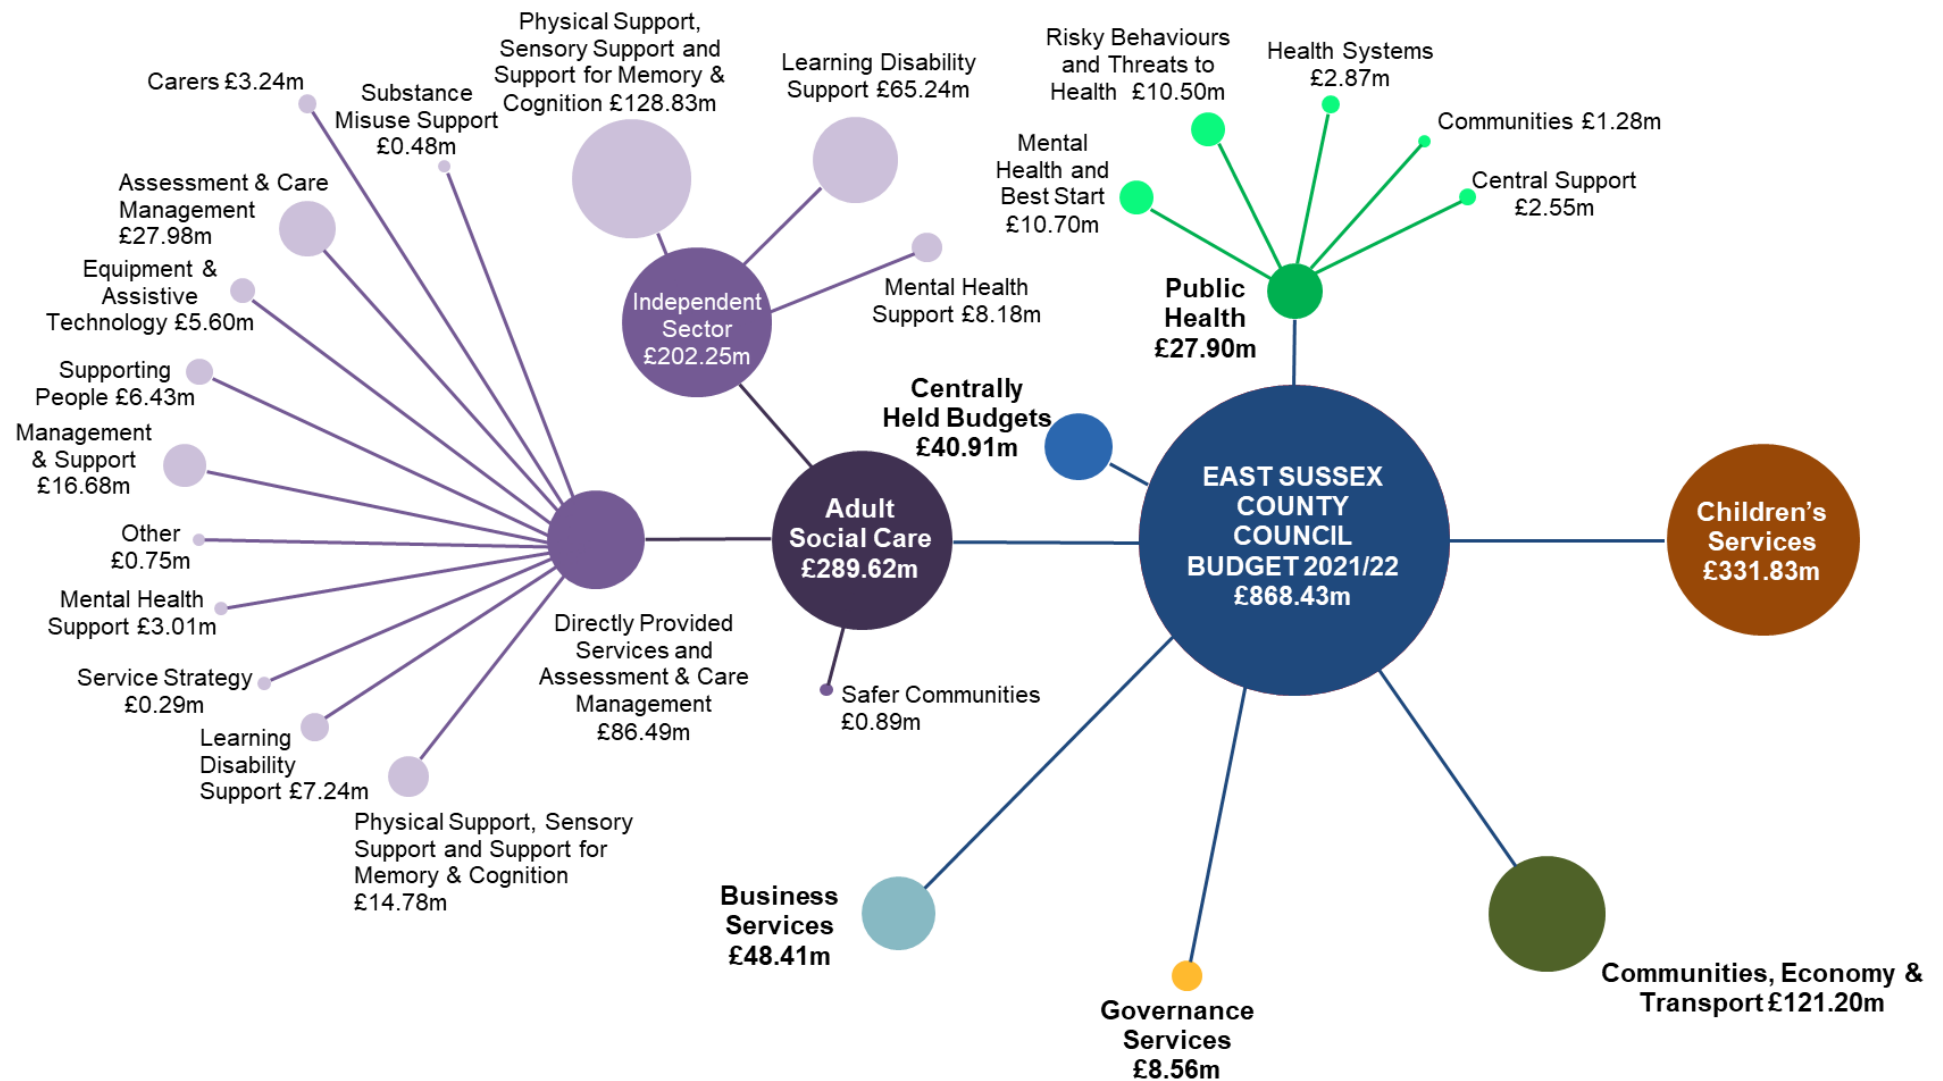 Physical Support,
Sensory Support and
Support for Memory &
Cognition £128.83m
Learning Disability
Support £65.24m
Risky Behaviours
and Threats to
Health £10.50m
Health Systems
£2.87m
Carers £3.24m
Substance
Misuse Support
£0.48m
Communities £1.28m
Mental
Health and
Best Start
£10.70m
Central Support
£2.55m
Assessment & Care
Management
£27.98m
Equipment &
Assistive
Technology £5.60m
Independent
Sector
£202.25m
Mental Health
Support £8.18m
Public
Health
£27.90m
Supporting
People £6.43m
Centrally
Held Budgets
£40.91m
Management
& Support
£16.68m
Adult
Social Care
£289.62m
EAST SUSSEX
COUNTY
COUNCIL
BUDGET 2021/22
£868.43m
Children’s
Services
£331.83m
Other
£0.75m
Mental Health
Support £3.01m
Directly Provided
Services and
Assessment & Care
Management
£86.49m
Service Strategy
£0.29m
Safer Communities
£0.89m
Learning
Disability
Support £7.24m
Physical Support, Sensory
Support and Support for
Memory & Cognition
£14.78m
Business
Services
£48.41m
Governance
Services
£8.56m
Communities, Economy &
Transport £121.20m